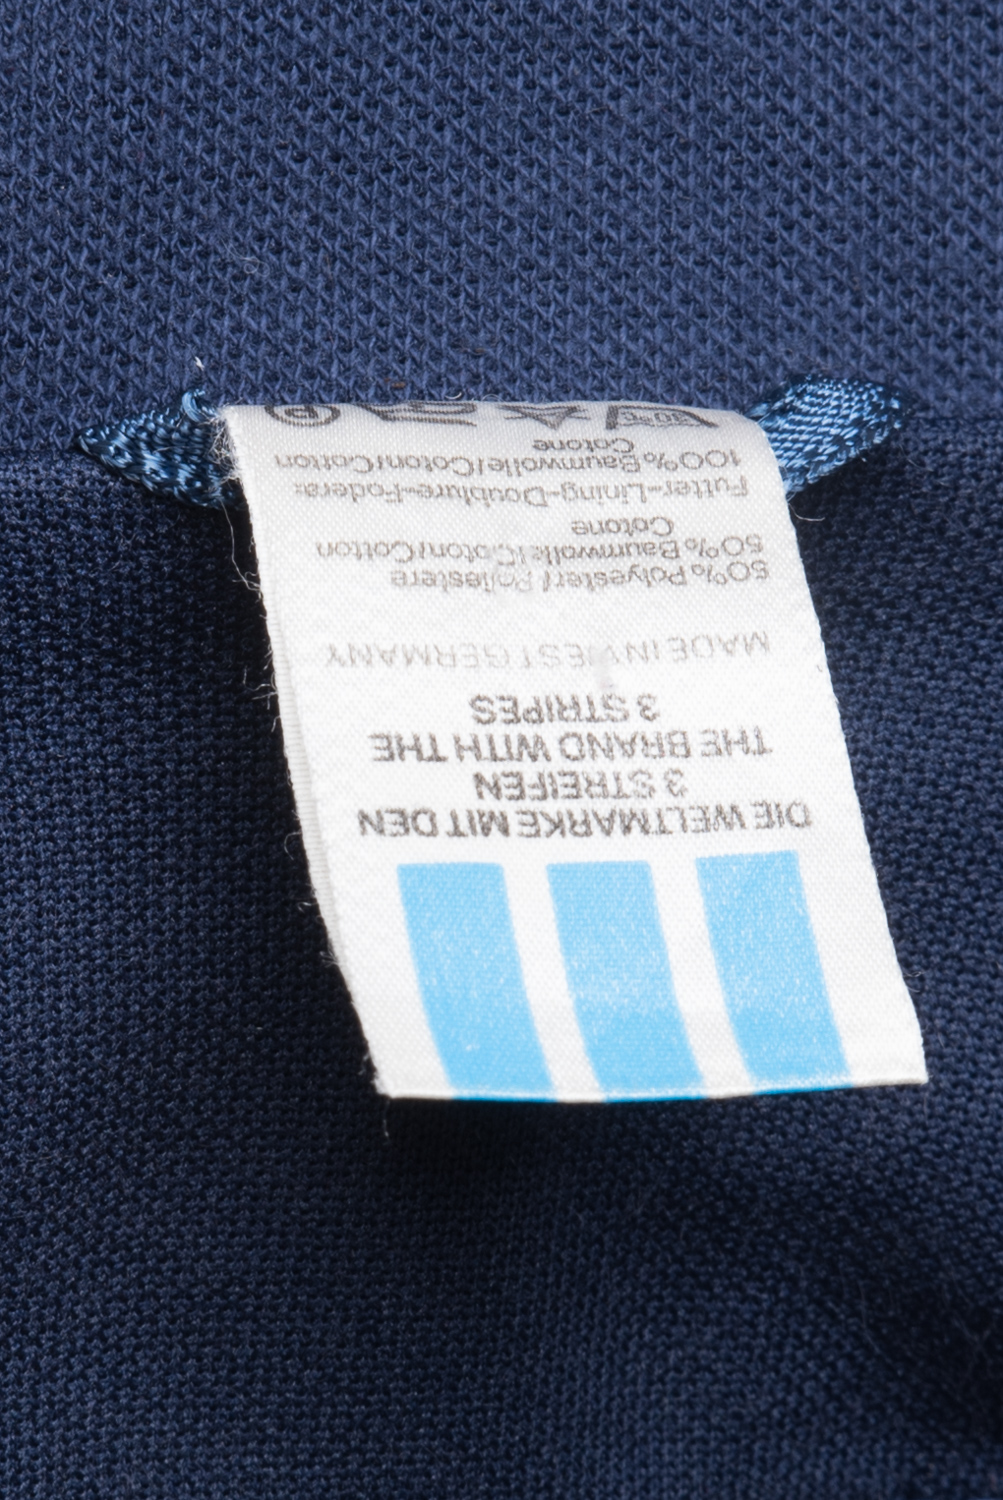 DIE WELTMARKE MIT DEN
3 STREIFEN
THE BRAND WITH THE
3 STRIPES
MADE IN WEST GERMANY
50% Polyester/Poliestere
50% Baumwolle/Coton/Cotton
Cotone
Futter-Lining-Doublure-Fodera:
100% Baumwolle/Coton/Cotton
Cotone